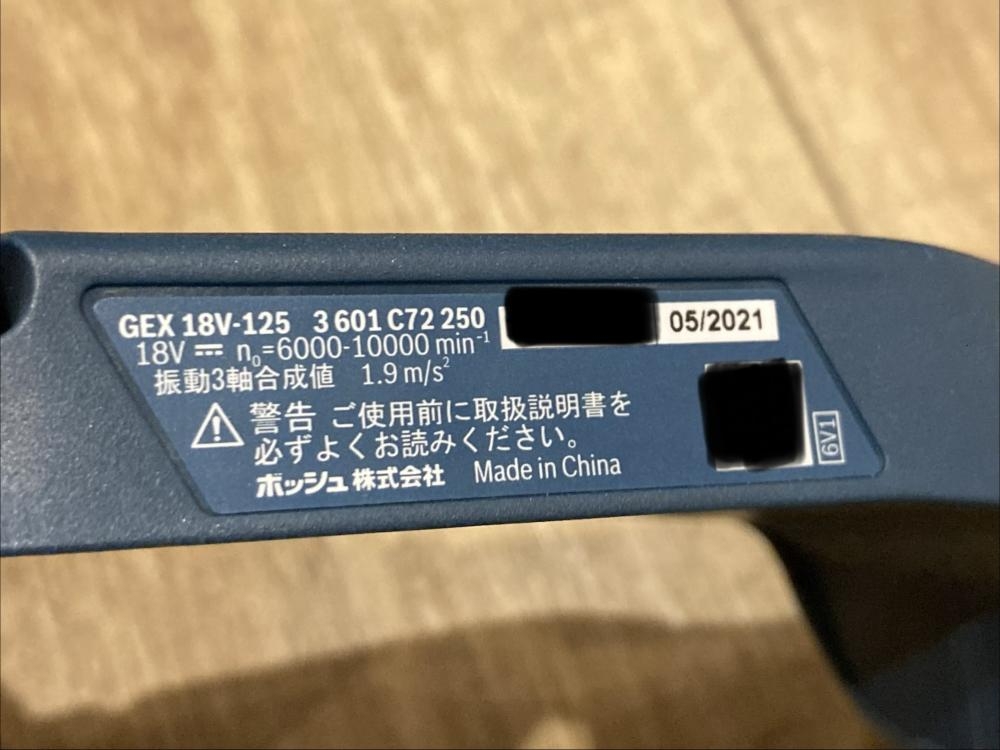 GEX 18V-125 3 601 C72 250 05/2021
18V ⎓ n₀=6000-10000 min⁻¹
振動3軸合成値 1.9 m/s²
警告 ご使用前に取扱説明書を
必ずよくお読みください。
ボッシュ株式会社 Made in China
6V1